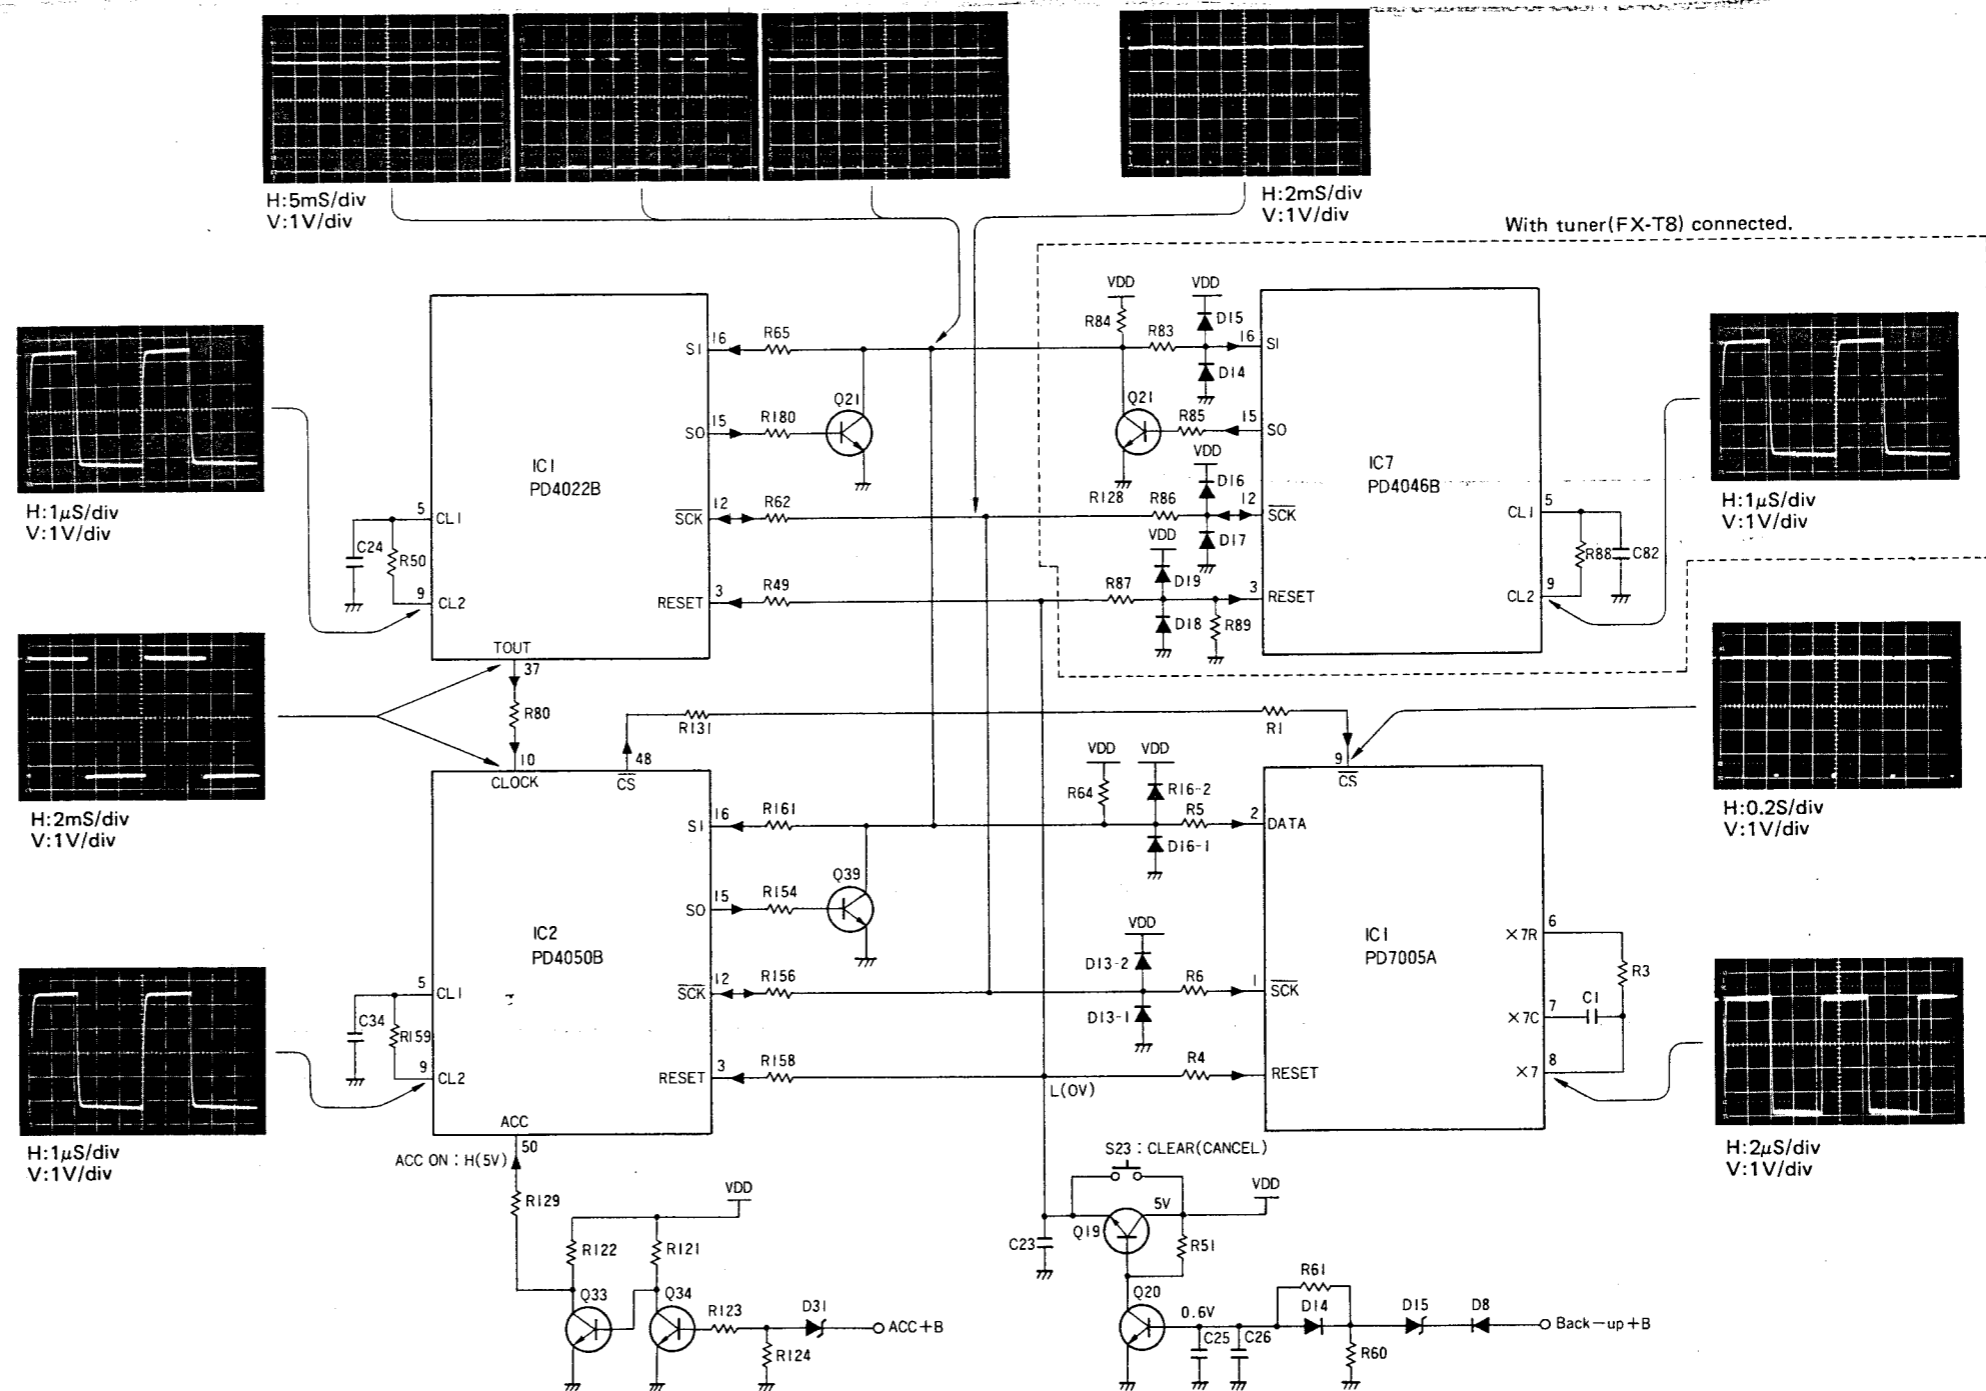 H:5mS/div
V:1V/div
H:2mS/div
V:1V/div
With tuner(FX-T8) connected.
H:1μS/div
V:1V/div
IC1
PD4022B
SI
16
R65
SO
15
R180
Q21
SCK
12
R62
RESET
3
R49
CL1
5
C24
R50
CL2
9
TOUT
37
R80
VDD
R84
R83
VDD
D15
D14
16
SI
Q21
R85
15
SO
R128
R86
VDD
D16
D17
12
SCK
R87
VDD
D19
D18
R89
3
RESET
IC7
PD4046B
CL1
5
R88
C82
CL2
9
H:1μS/div
V:1V/div
H:2mS/div
V:1V/div
10
CLOCK
48
CS
R131
R1
9
CS
H:0.2S/div
V:1V/div
IC2
PD4050B
SI
16
R161
SO
15
R154
Q39
SCK
12
R156
RESET
3
R158
CL1
5
C34
R159
CL2
9
ACC
50
ACC ON : H(5V)
H:1μS/div
V:1V/div
VDD
R64
VDD
R16-2
D16-1
R5
2
DATA
VDD
D13-2
D13-1
R6
1
SCK
R4
RESET
L(0V)
IC1
PD7005A
X7R
6
R3
X7C
7
C1
X7
8
H:2μS/div
V:1V/div
R129
R122
R121
VDD
Q33
Q34
R123
R124
D31
ACC+B
S23 : CLEAR(CANCEL)
5V
VDD
Q19
C23
R51
Q20
0.6V
C25
C26
R61
D14
R60
D15
D8
Back-up+B